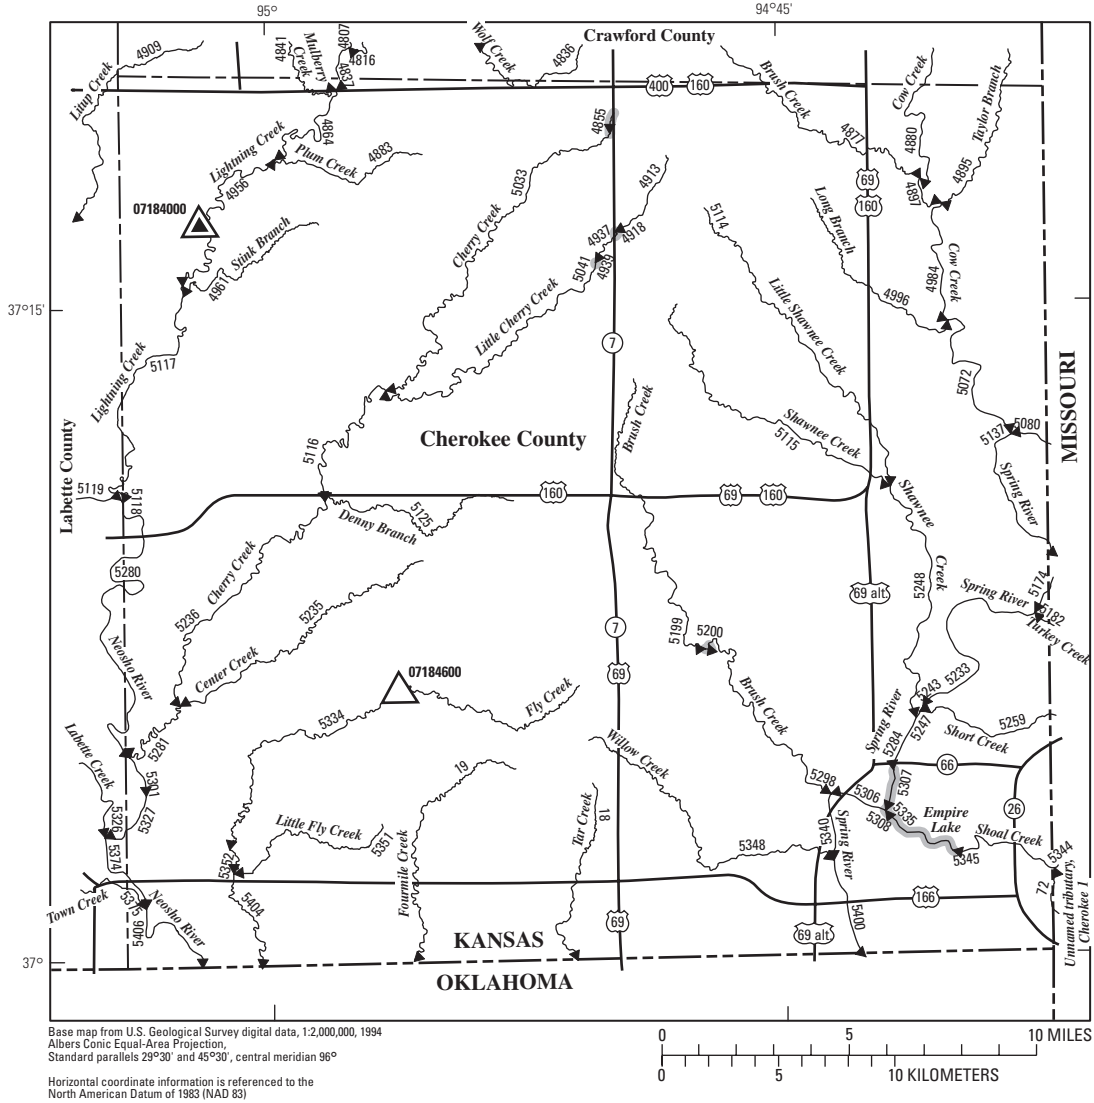 95°
94°45'
Crawford County
4909
Litup Creek
4841
Mulberry
Creek
4807
4816
4837
Wolf Creek
4836
400
160
Brush Creek
Cow Creek
Taylor Branch
4864
Lightning Creek
Plum Creek
4883
4956
4855
4877
4880
4895
69
160
4897
07184000
5033
4913
Cherry Creek
4937
4918
5041
4939
5114
Long Branch
Stink Branch
4961
Cow Creek
4984
4996
37°15'
Little Cherry Creek
Little Shawnee Creek
7
5117
Lightning Creek
5072
MISSOURI
Labette County
Cherokee County
Brush Creek
Shawnee Creek
5115
5137
5080
5116
5119
5118
160
69
160
Spring River
Denny Branch
5125
Shawnee
Creek
5280
Cherry Creek
5235
5236
69 alt
5248
5174
Spring River
5182
Turkey Creek
5199
5200
7
69
Neosho River
Center Creek
07184600
Fly Creek
5334
Brush Creek
5233
5243
5247
5259
Short Creek
Spring River
5284
5281
Labette Creek
Willow Creek
66
5301
5327
19
5298
5306
5307
5308
5335
Empire
Lake
26
Shoal Creek
5326
5374
Little Fly Creek
5351
5352
Tar Creek
18
Fourmile Creek
5348
5340
Spring River
5345
5344
72
Unnamed tributary,
Cherokee 1
Town Creek
5375
5406
Neosho River
5404
166
69
69 alt
5400
37°
KANSAS
OKLAHOMA
Base map from U.S. Geological Survey digital data, 1:2,000,000, 1994
Albers Conic Equal-Area Projection,
Standard parallels 29°30' and 45°30', central meridian 96°
Horizontal coordinate information is referenced to the
North American Datum of 1983 (NAD 83)
0 5 10 MILES
0 5 10 KILOMETERS